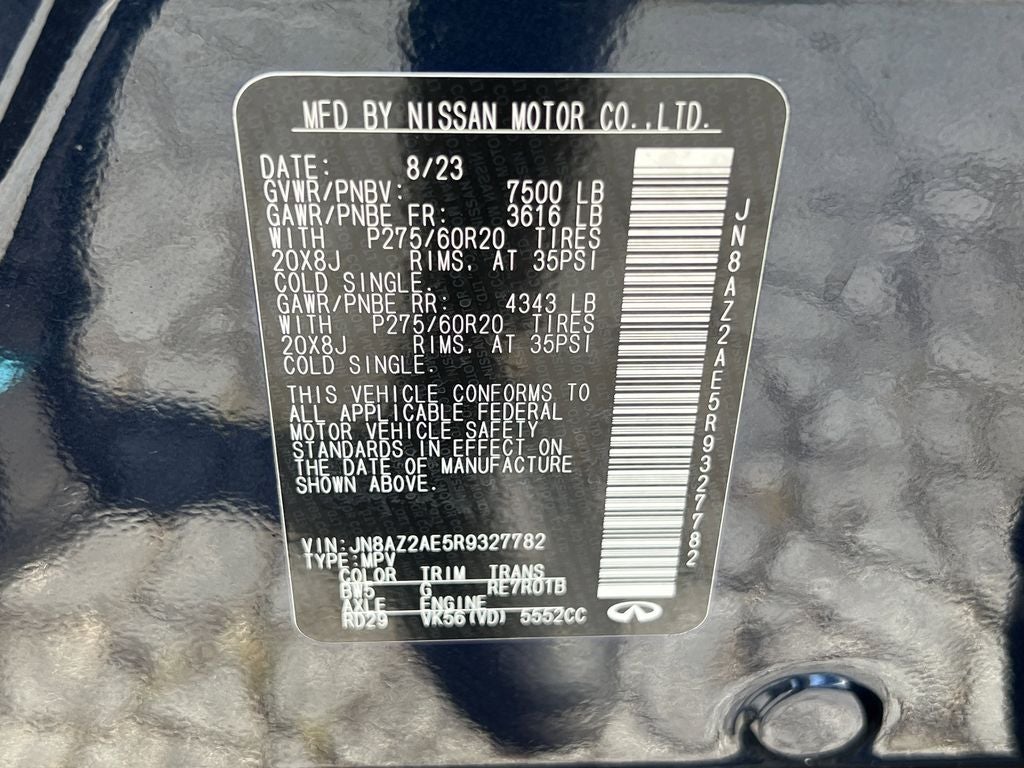 MFD BY NISSAN MOTOR CO.,LTD.
DATE: 8/23
GVWR/PNBV: 7500 LB
GAWR/PNBE FR: 3616 LB
WITH P275/60R20 TIRES
20X8J RIMS, AT 35PSI
COLD SINGLE.
GAWR/PNBE RR: 4343 LB
WITH P275/60R20 TIRES
20X8J RIMS, AT 35PSI
COLD SINGLE.
THIS VEHICLE CONFORMS TO
ALL APPLICABLE FEDERAL
MOTOR VEHICLE SAFETY
STANDARDS IN EFFECT ON
THE DATE OF MANUFACTURE
SHOWN ABOVE.
VIN:JN8AZ2AE5R9327782
TYPE:MPV
COLOR TRIM TRANS
BW5 G RE7R01B
AXLE ENGINE
RD29 VK56(VD) 5552CC
JN8AZ2AE5R9327782